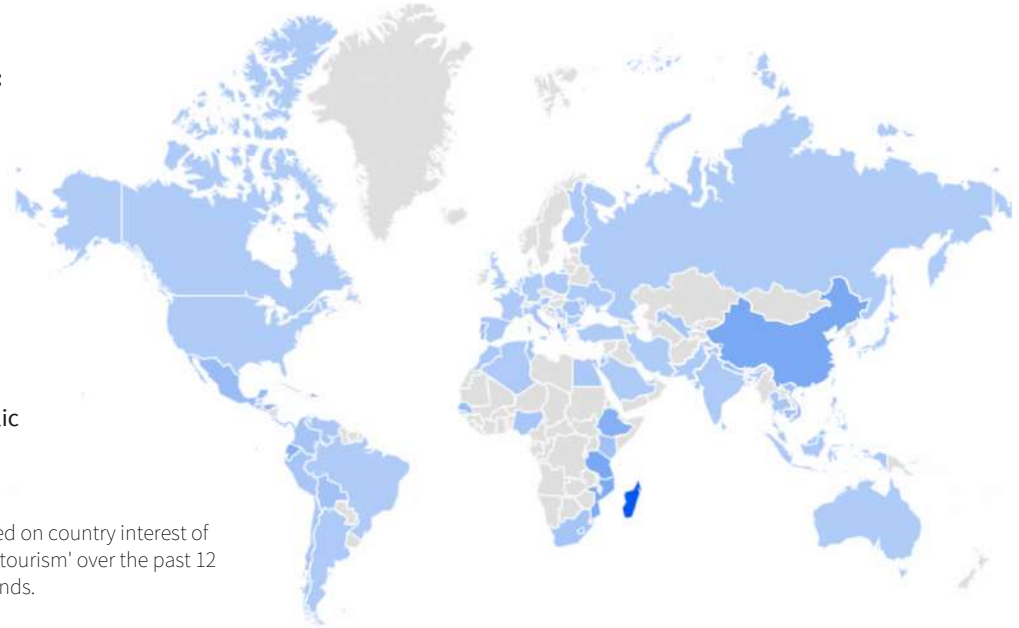 :
ic
ed on country interest of
tourism' over the past 12
nds.